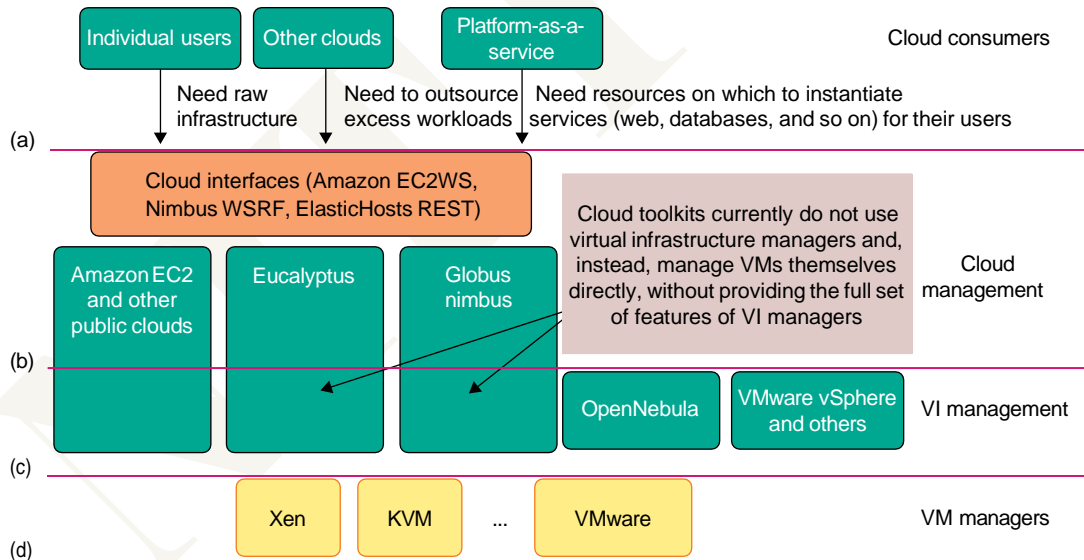 Individual users
Other clouds
Platform-as-a-
service
Cloud consumers
Need raw
infrastructure
Need to outsource
excess workloads
Need resources on which to instantiate
services (web, databases, and so on) for their users
(a)
Cloud interfaces (Amazon EC2WS,
Nimbus WSRF, ElasticHosts REST)
Cloud toolkits currently do not use
virtual infrastructure managers and,
instead, manage VMs themselves
directly, without providing the full set
of features of VI managers
Amazon EC2
and other
public clouds
Eucalyptus
Globus
nimbus
Cloud
management
(b)
OpenNebula
VMware vSphere
and others
VI management
(c)
Xen
KVM
...
VMware
VM managers
(d)